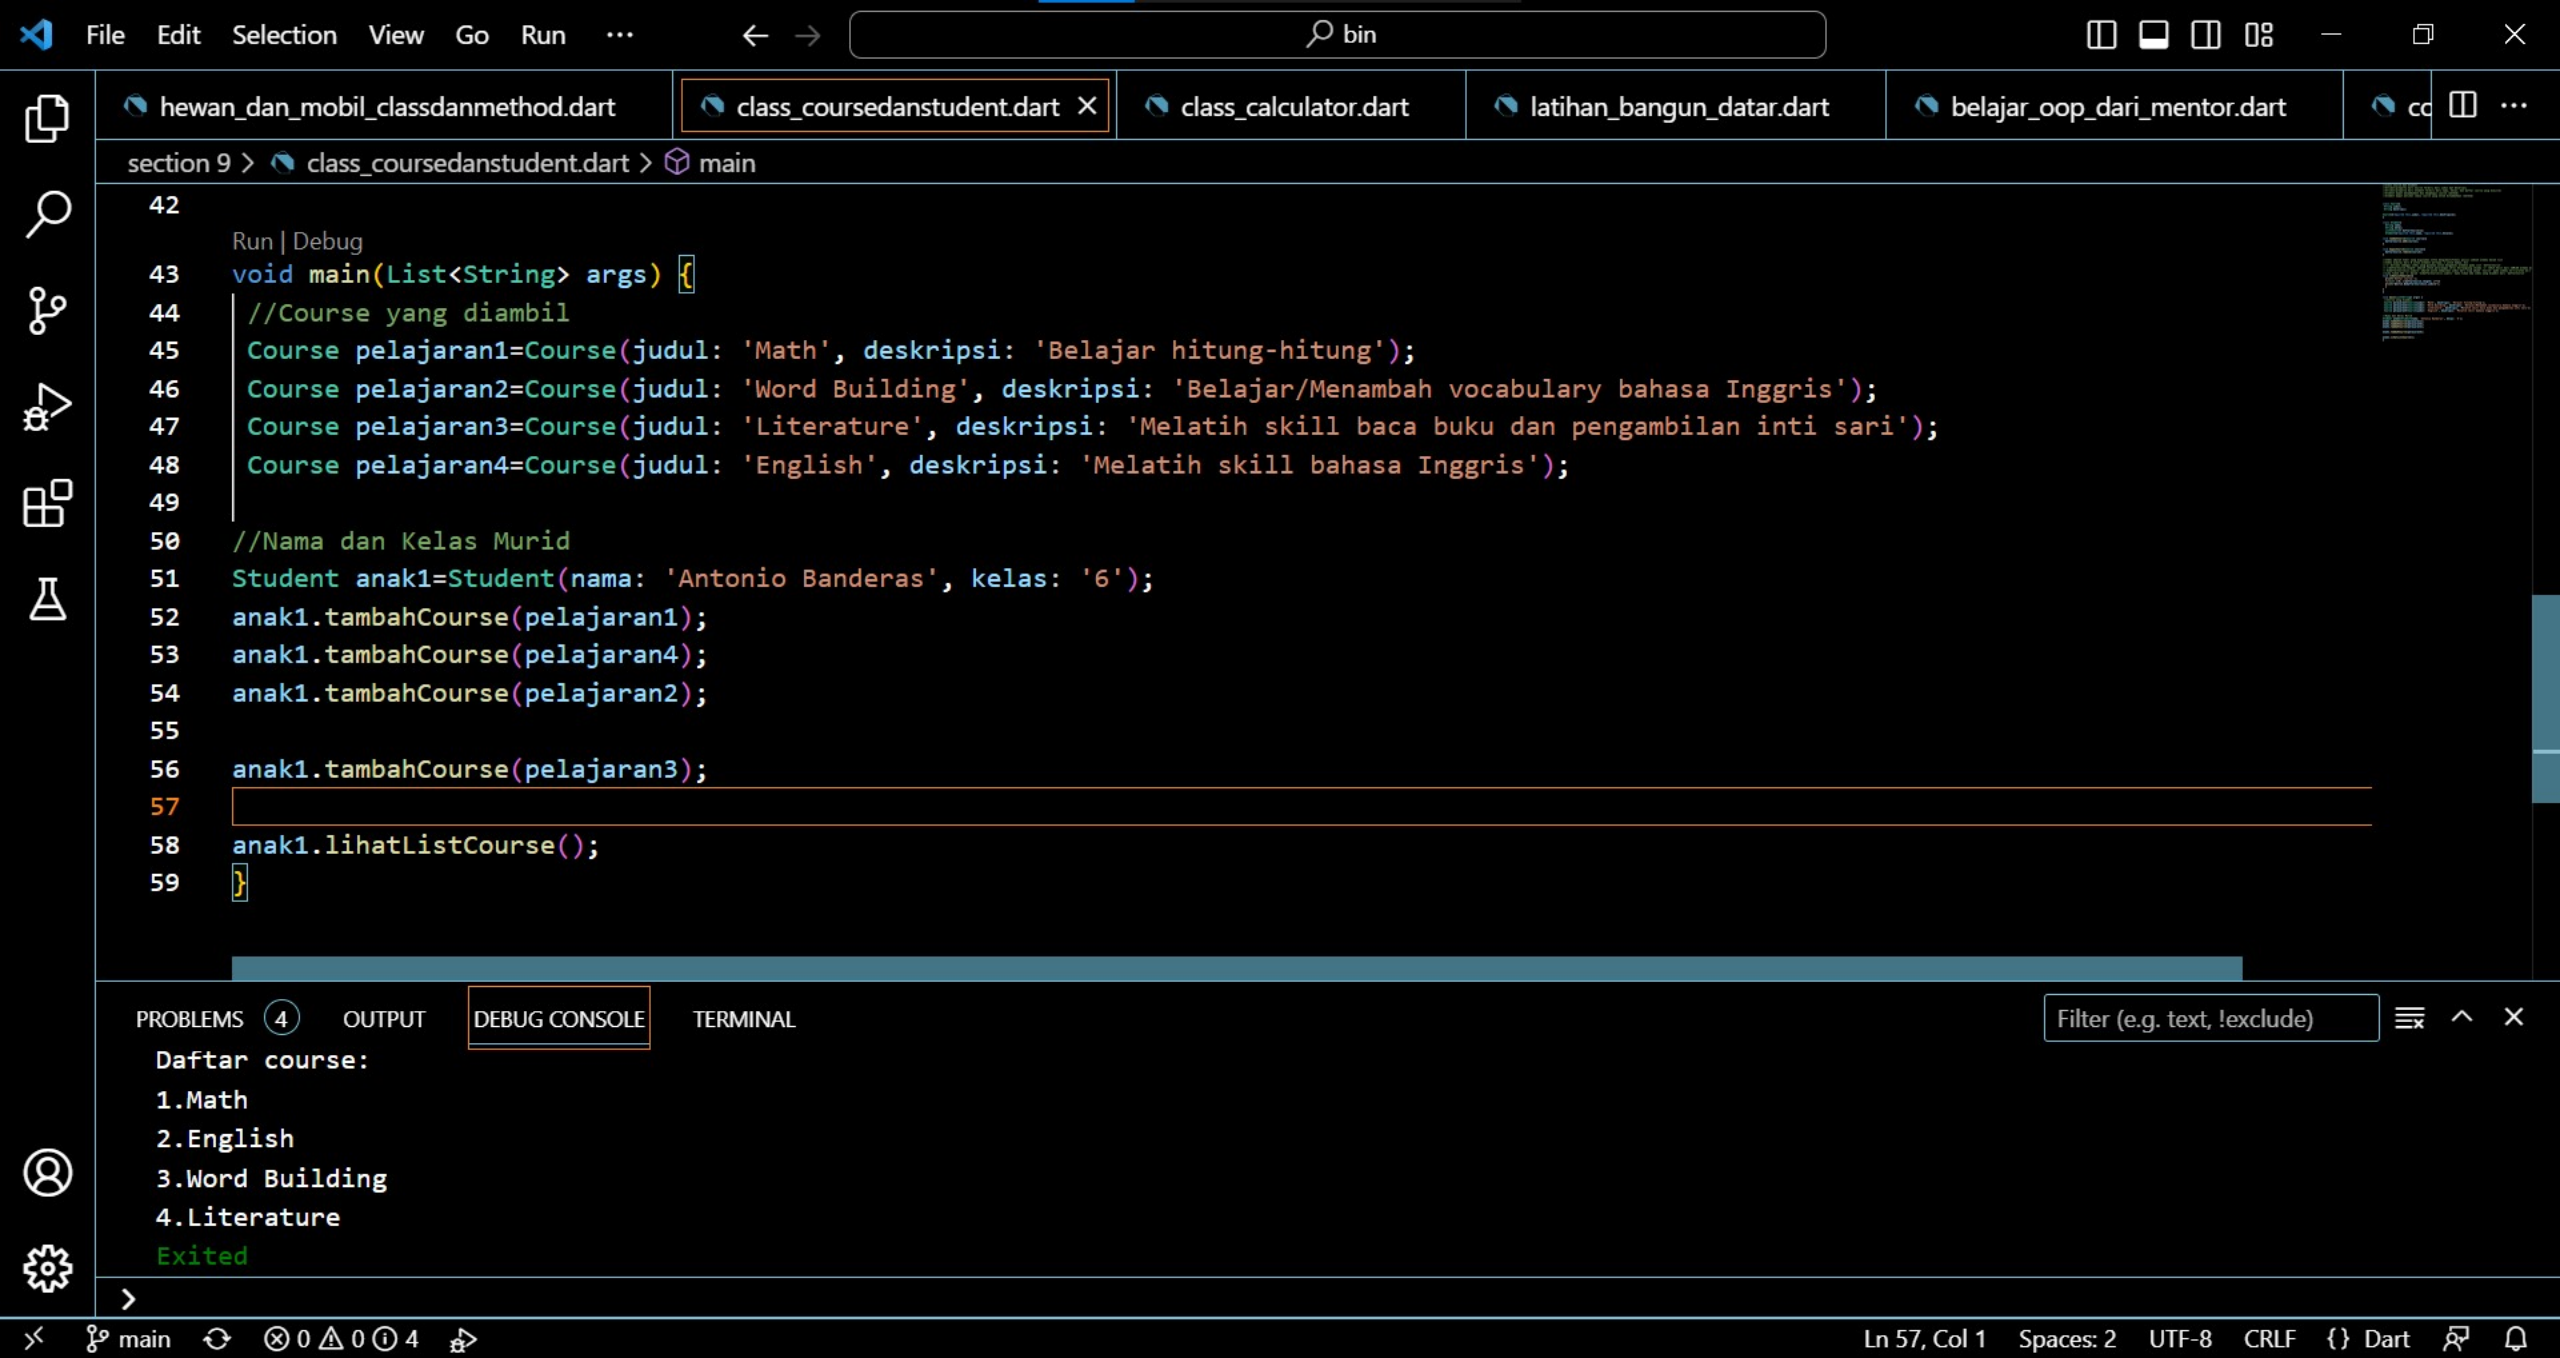 File Edit Selection View Go Run ··· bin
hewan_dan_mobil_classdanmethod.dart class_coursedanstudent.dart class_calculator.dart latihan_bangun_datar.dart belajar_oop_dari_mentor.dart
section 9 > class_coursedanstudent.dart > main
42
Run | Debug
43 void main(List<String> args) {
44 //Course yang diambil
45 Course pelajaran1=Course(judul: 'Math', deskripsi: 'Belajar hitung-hitung');
46 Course pelajaran2=Course(judul: 'Word Building', deskripsi: 'Belajar/Menambah vocabulary bahasa Inggris');
47 Course pelajaran3=Course(judul: 'Literature', deskripsi: 'Melatih skill baca buku dan pengambilan inti sari');
48 Course pelajaran4=Course(judul: 'English', deskripsi: 'Melatih skill bahasa Inggris');
49
50 //Nama dan Kelas Murid
51 Student anak1=Student(nama: 'Antonio Banderas', kelas: '6');
52 anak1.tambahCourse(pelajaran1);
53 anak1.tambahCourse(pelajaran4);
54 anak1.tambahCourse(pelajaran2);
55
56 anak1.tambahCourse(pelajaran3);
57
58 anak1.lihatListCourse();
59 }
PROBLEMS 4 OUTPUT DEBUG CONSOLE TERMINAL Filter (e.g. text, !exclude)
Daftar course:
1.Math
2.English
3.Word Building
4.Literature
Exited
>
main 0 0 4 Ln 57, Col 1 Spaces: 2 UTF-8 CRLF {} Dart